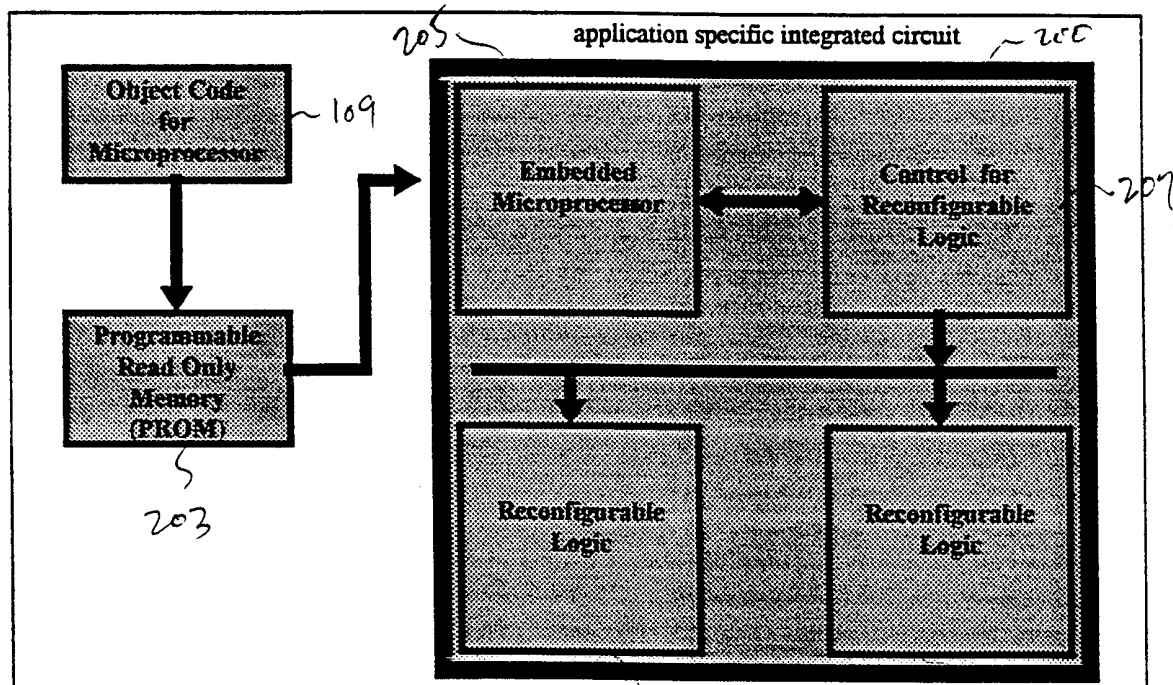 205
application specific integrated circuit
200
Object Code
for
Microprocessor
109
Embedded
Microprocessor
Control for
Reconfigurable
Logic
207
Programmable
Read Only
Memory
(PROM)
203
Reconfigurable
Logic
Reconfigurable
Logic